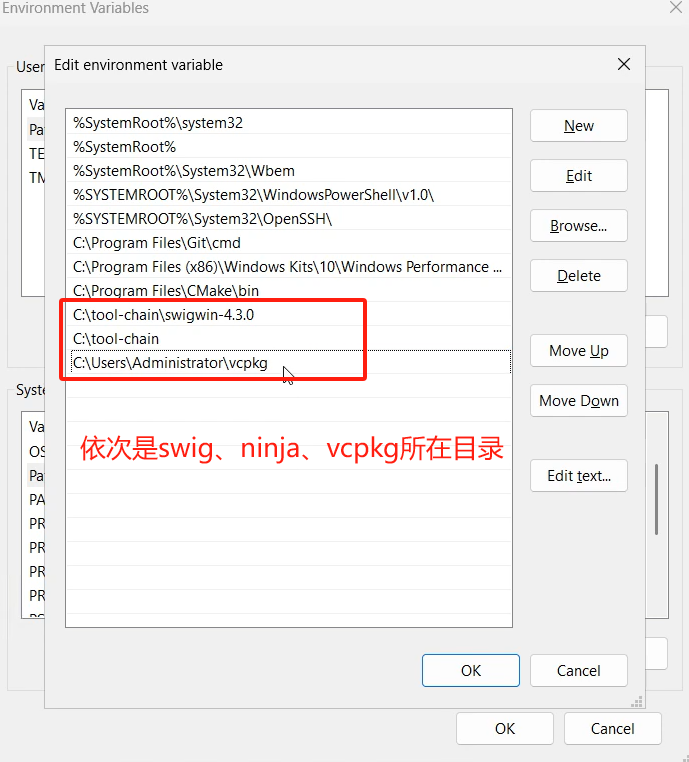 Environment Variables
User
Edit environment variable
Va
Pa
TE
TM
%SystemRoot%\system32
%SystemRoot%
%SystemRoot%\System32\Wbem
%SYSTEMROOT%\System32\WindowsPowerShell\v1.0\
%SYSTEMROOT%\System32\OpenSSH\
C:\Program Files\Git\cmd
C:\Program Files (x86)\Windows Kits\10\Windows Performance ...
C:\Program Files\CMake\bin
C:\tool-chain\swigwin-4.3.0
C:\tool-chain
C:\Users\Administrator\vcpkg
依次是swig、ninja、vcpkg所在目录
New
Edit
Browse...
Delete
Move Up
Move Down
Edit text...
Syste
Va
OS
Pa
PA
PR
PR
PR
PR
OK
Cancel
OK
Cancel